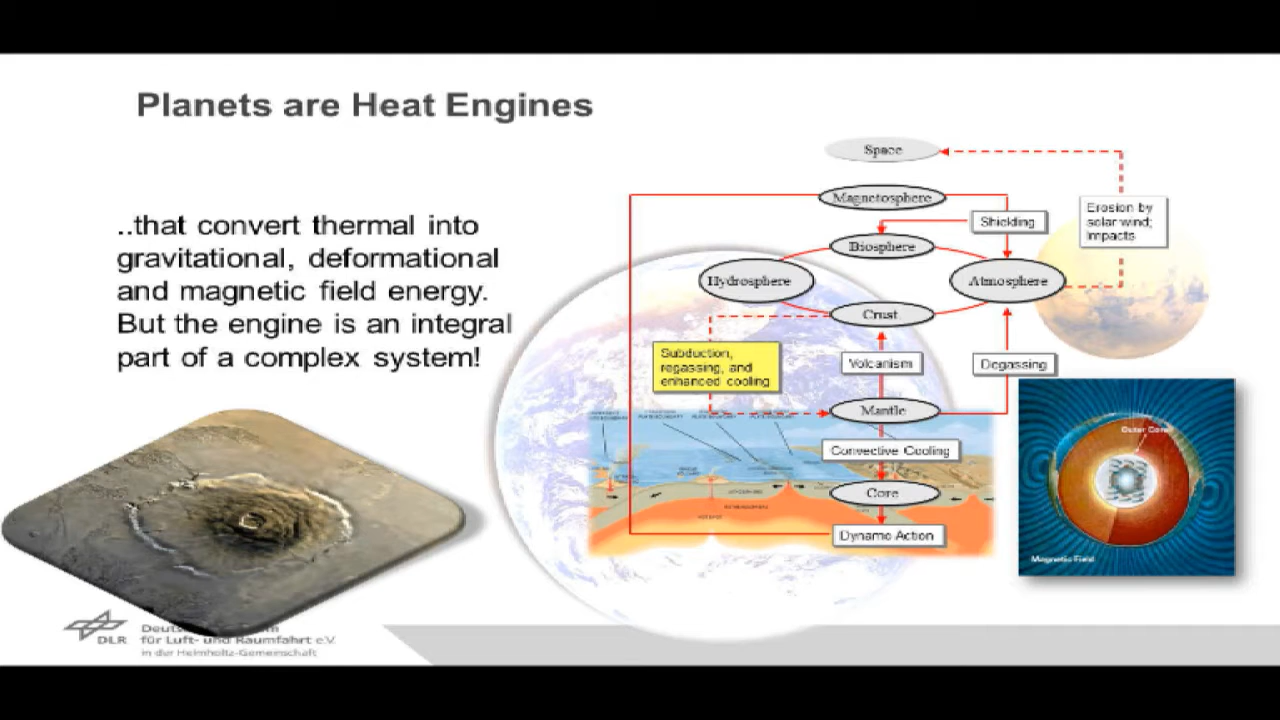 Planets are Heat Engines
..that convert thermal into
gravitational, deformational
and magnetic field energy.
But the engine is an integral
part of a complex system!
Space
Magnetosphere
Shielding
Erosion by
solar wind;
Impacts
Biosphere
Hydrosphere
Atmosphere
Crust
Subduction,
regassing, and
enhanced cooling
Volcanism
Degassing
Mantle
Convective Cooling
Core
Dynamo Action
Outer Core
Magnetic Field
DLR
für Luft- und Raumfahrt e.V.
in der Helmholtz-Gemeinschaft